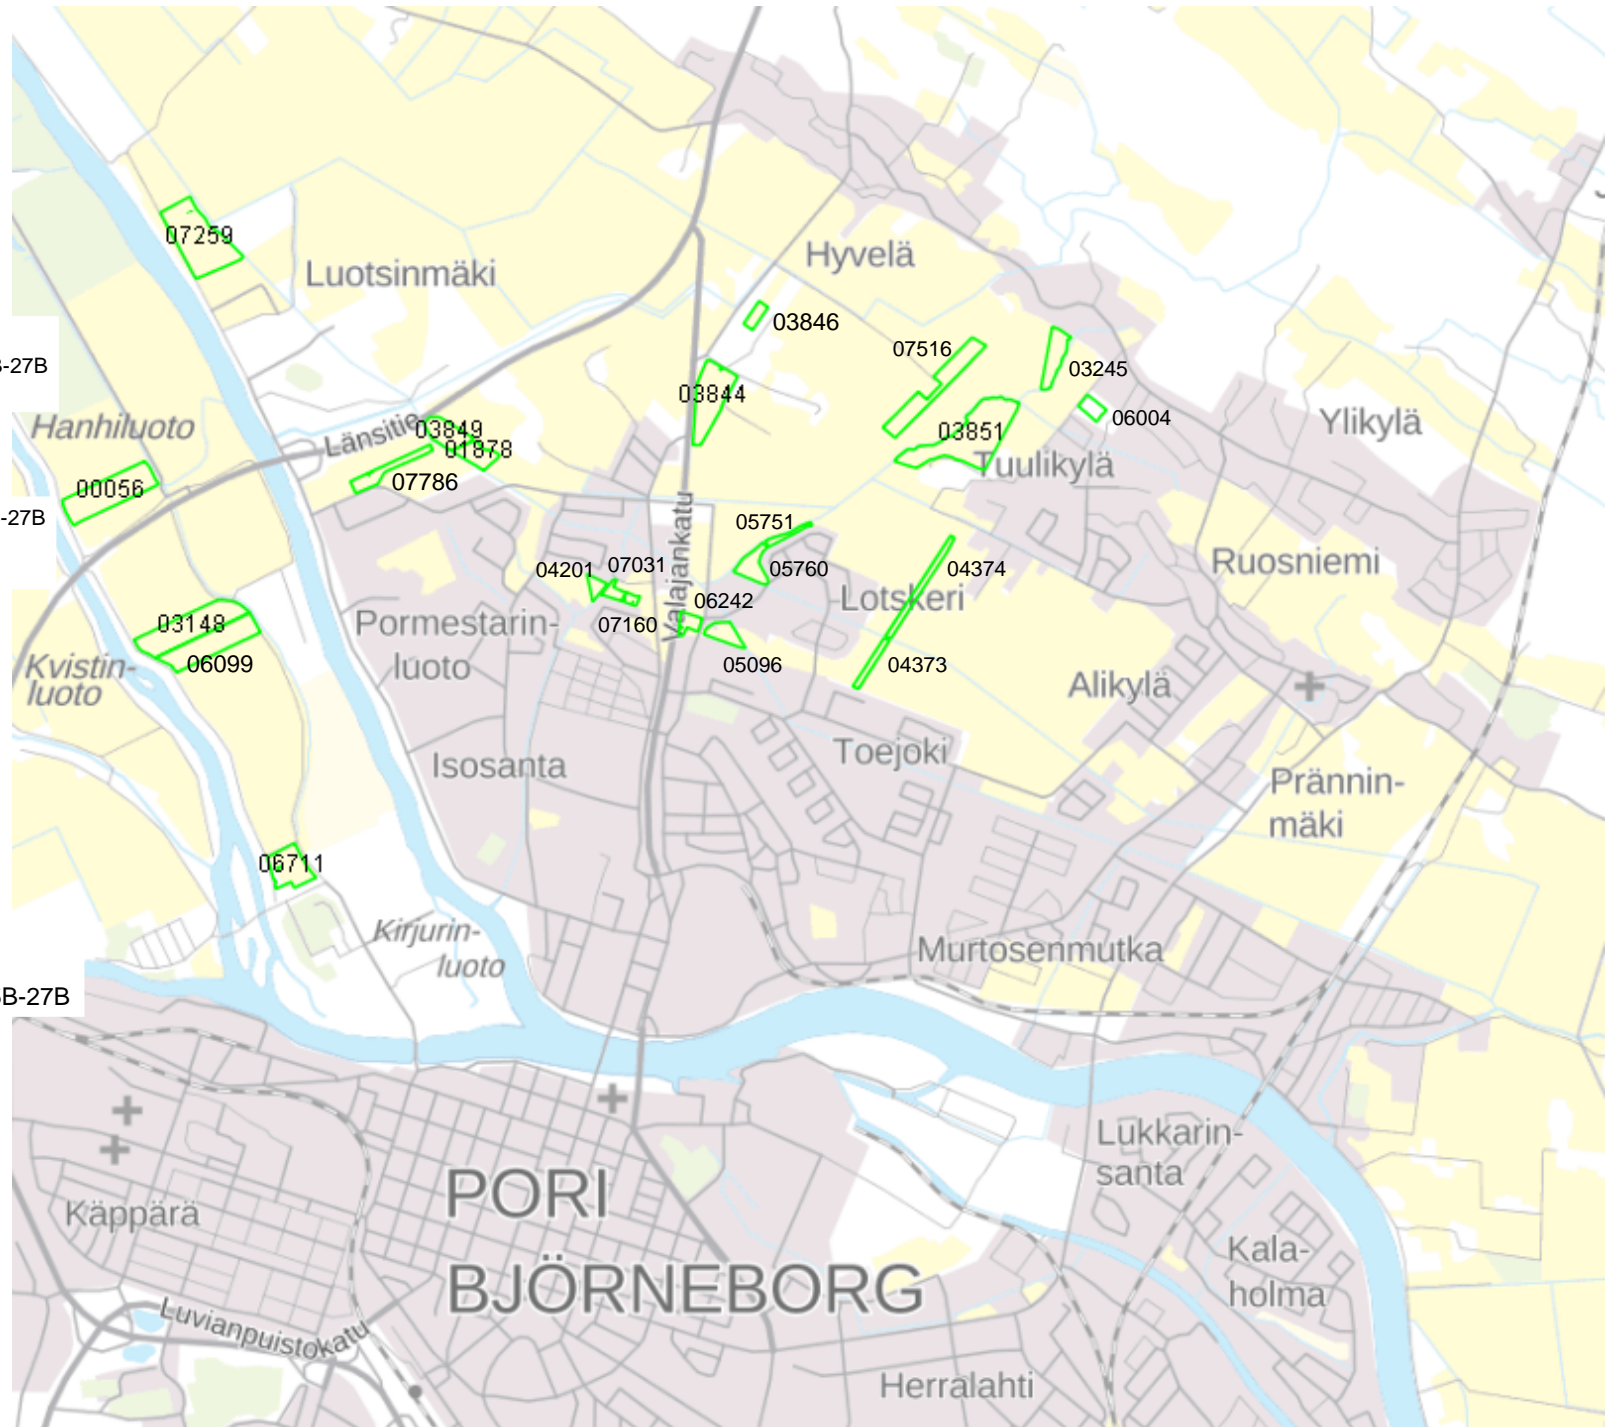 Hyvelä
07259
Luotsinmäki
03846
07516
03245
-27B
03844
06004
Hanhiluoto
Länsitie
03849
03851
Ylikylä
01878
Tuulikylä
07786
00056
-27B
Valajankatu
05751
04201
07031
05760
04374
Ruosniemi
Lotskeri
06242
03148
Pormestarin-
luoto
07160
06099
05096
04373
Kvistin-
luoto
Alikylä
Isosanta
Toejoki
Prännin-
mäki
06711
Kirjurin-
luoto
Murtosenmutka
B-27B
Lukkarin-
santa
PORI
Käppärä
Kala-
holma
BJÖRNEBORG
Luvianpuistokatu
Herralahti